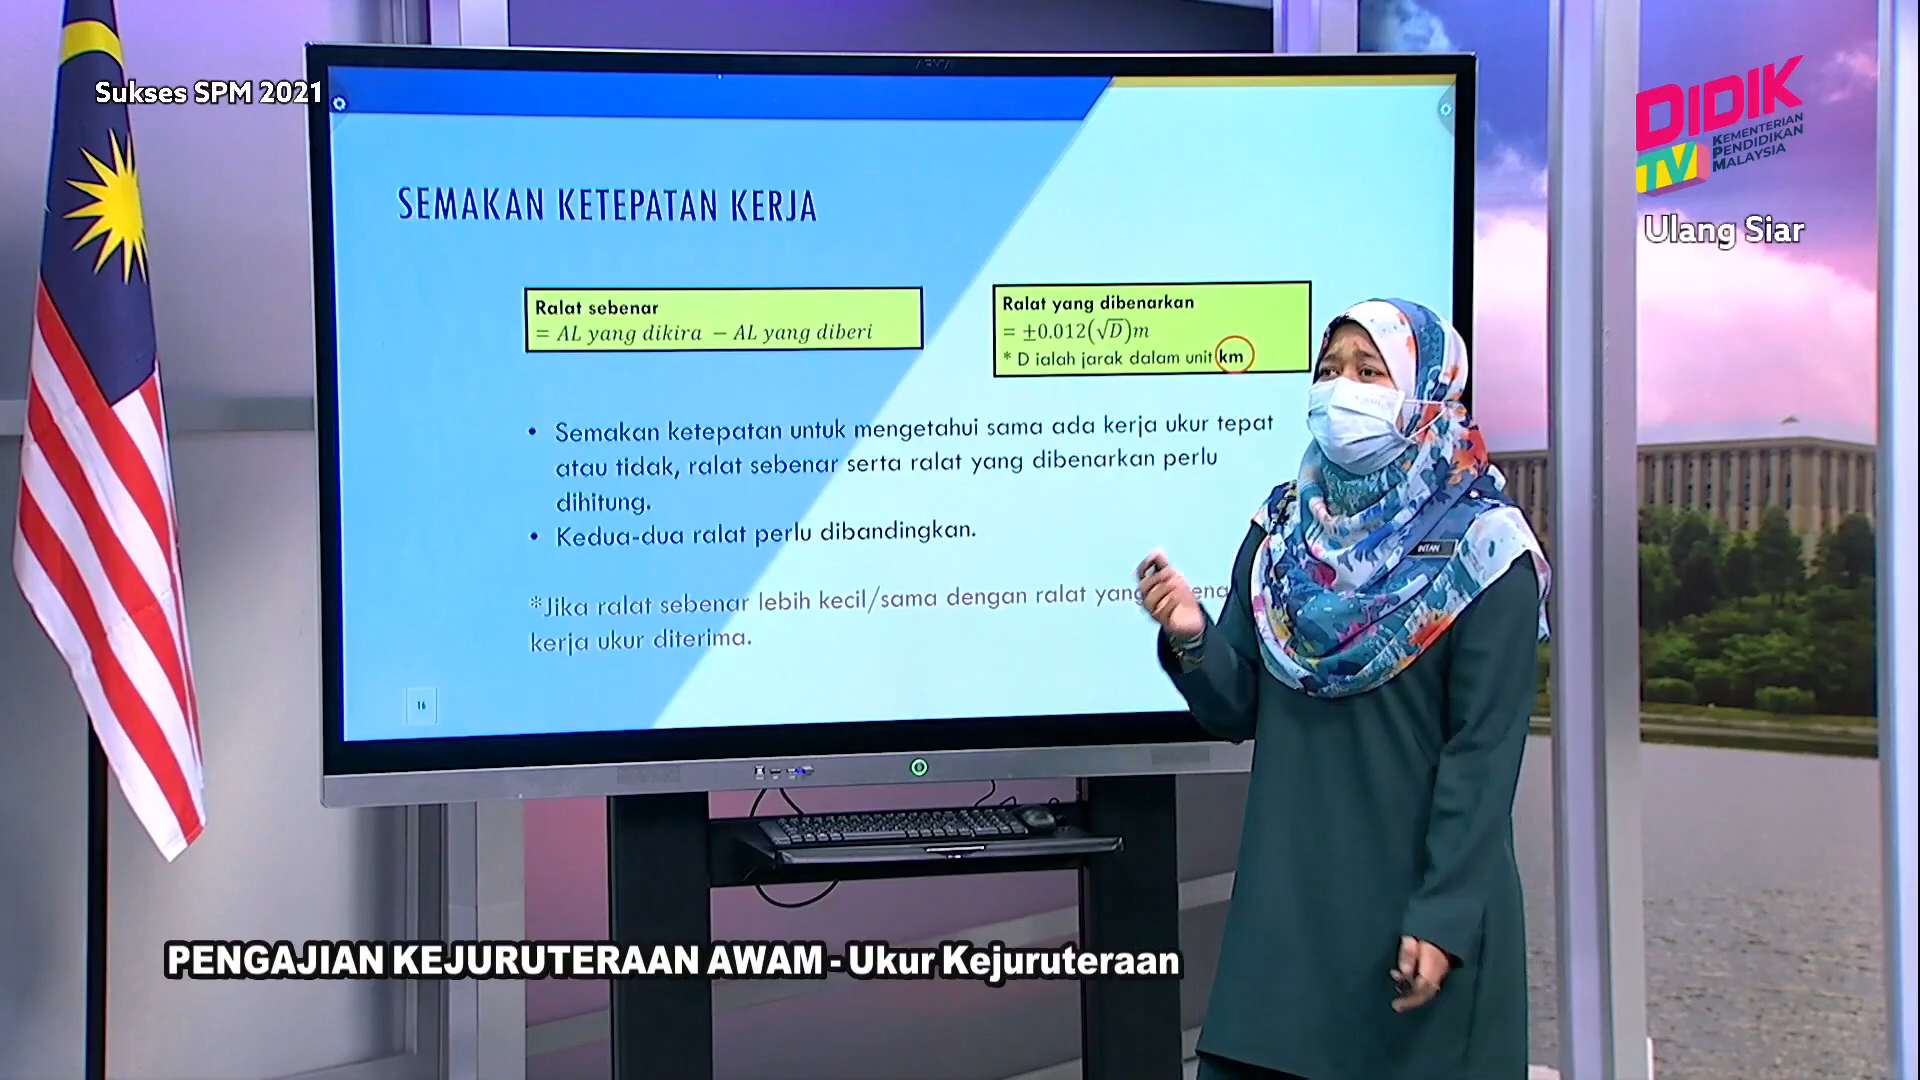 Sukses SPM 2021
DIDIK
TV
KEMENTERIAN
PENDIDIKAN
MALAYSIA
Ulang Siar
SEMAKAN KETEPATAN KERJA
Ralat sebenar
= AL yang dikira − AL yang diberi
Ralat yang dibenarkan
= ±0.012(√D)m
* D ialah jarak dalam unit km
• Semakan ketepatan untuk mengetahui sama ada kerja ukur tepat
atau tidak, ralat sebenar serta ralat yang dibenarkan perlu
dihitung.
• Kedua-dua ralat perlu dibandingkan.
*Jika ralat sebenar lebih kecil/sama dengan ralat yang
kerja ukur diterima.
16
INTAN
PENGAJIAN KEJURUTERAAN AWAM - Ukur Kejuruteraan